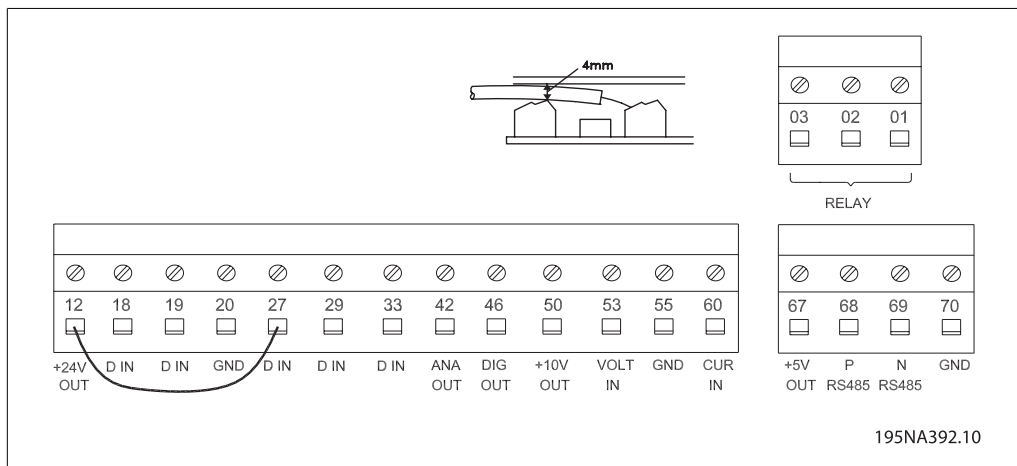 4mm
03 02 01
RELAY
12 18 19 20 27 29 33 42 46 50 53 55 60
+24V D IN D IN GND D IN D IN D IN ANA DIG +10V VOLT GND CUR
OUT OUT OUT OUT IN IN
67 68 69 70
+5V P N GND
OUT RS485 RS485
195NA392.10